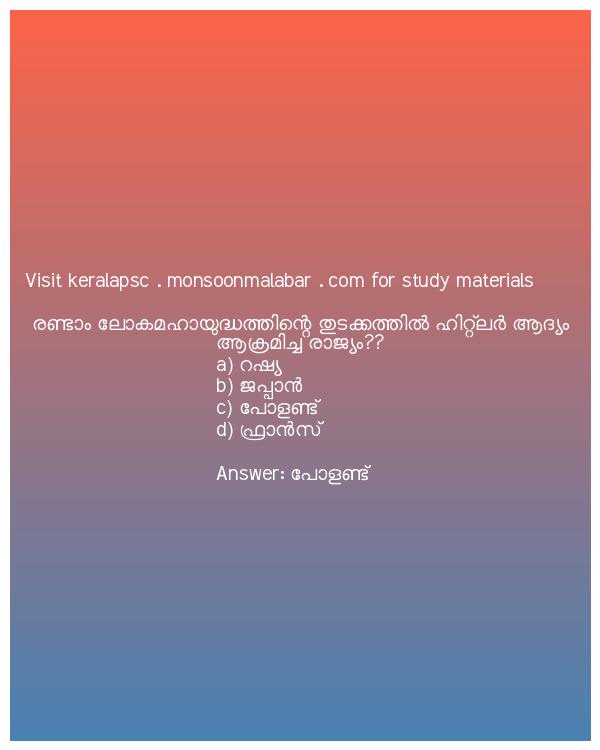 Visit keralapsc . monsoonmalabar . com for study materials
രണ്ടാം ലോകമഹായുദ്ധത്തിന്റെ തുടക്കത്തിൽ ഹിറ്റ്ലർ ആദ്യം
ആക്രമിച്ച രാജ്യം??
a) റഷ്യ
b) ജപ്പാൻ
c) പോളണ്ട്
d) ഫ്രാൻസ്
Answer: പോളണ്ട്